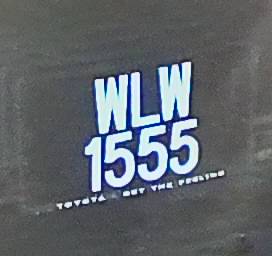 WLW
1555
TOYOTA - GET THE FEELING